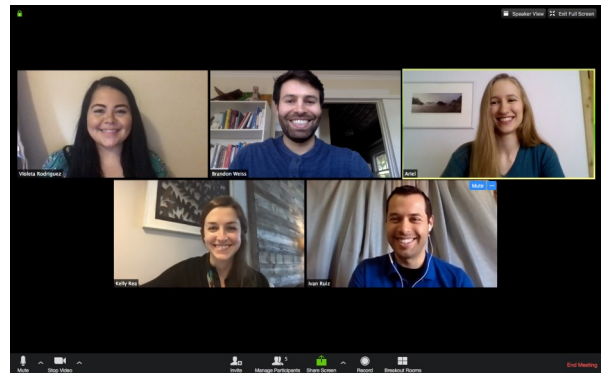 Speaker View Exit Full Screen
Violeta Rodriguez
Brandon Weiss
Ariel
Mute ...
Kelly Rea
Ivan Ruiz
Mute
Stop Video
Invite
Manage Participants 5
Share Screen
Record
Breakout Rooms
End Meeting